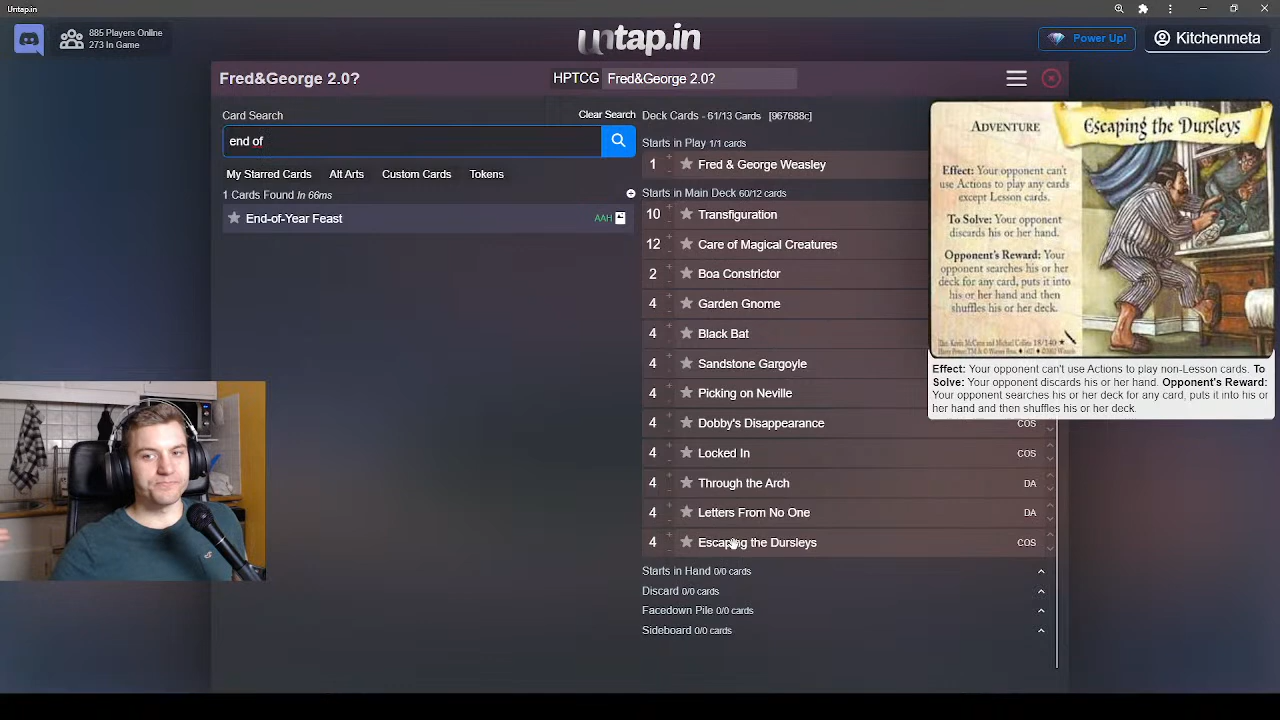 Untap.in
885 Players Online
273 In Game
untap.in
Power Up!
Kitchenmeta
Fred&George 2.0?
HPTCG
Fred&George 2.0?
Card Search
Clear Search
end of
My Starred Cards
Alt Arts
Custom Cards
Tokens
1 Cards Found In 66ms
End-of-Year Feast
AAH
Deck Cards - 61/13 Cards [967688c]
Starts in Play 1/1 cards
1 Fred & George Weasley
Starts in Main Deck 60/12 cards
10 Transfiguration
12 Care of Magical Creatures
2 Boa Constrictor
4 Garden Gnome
4 Black Bat
4 Sandstone Gargoyle
4 Picking on Neville
4 Dobby's Disappearance COS
4 Locked In COS
4 Through the Arch DA
4 Letters From No One DA
4 Escaping the Dursleys COS
Starts in Hand 0/0 cards
Discard 0/0 cards
Facedown Pile 0/0 cards
Sideboard 0/0 cards
ADVENTURE
Escaping the Dursleys
Effect: Your opponent can't
use Actions to play any cards
except Lesson cards.
To Solve: Your opponent
discards his or her hand.
Opponent's Reward: Your
opponent searches his or her
deck for any card, puts it into
his or her hand and then
shuffles his or her deck.
18/140
Effect: Your opponent can't use Actions to play non-Lesson cards. To
Solve: Your opponent discards his or her hand. Opponent's Reward:
Your opponent searches his or her deck for any card, puts it into his or
her hand and then shuffles his or her deck.